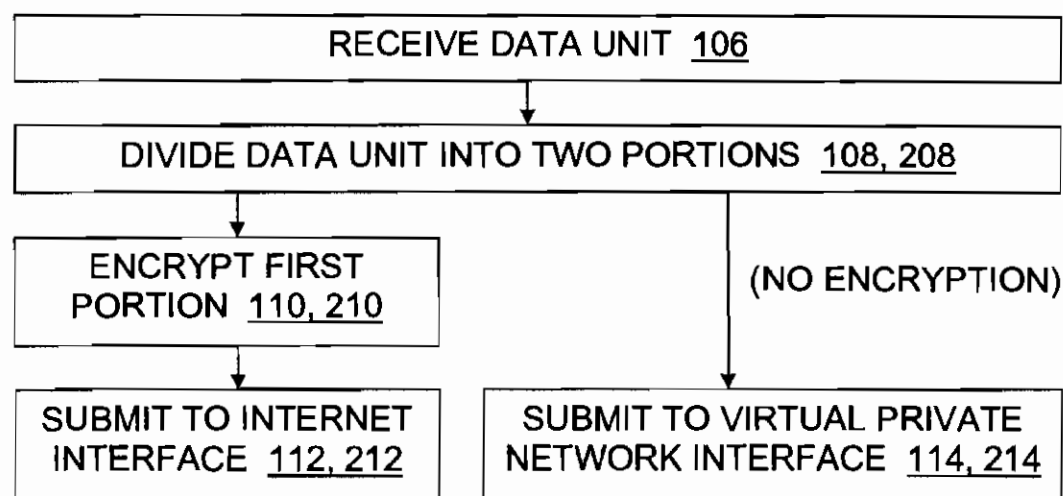 RECEIVE DATA UNIT 106
DIVIDE DATA UNIT INTO TWO PORTIONS 108, 208
ENCRYPT FIRST
PORTION 110, 210
(NO ENCRYPTION)
SUBMIT TO INTERNET
INTERFACE 112, 212
SUBMIT TO VIRTUAL PRIVATE
NETWORK INTERFACE 114, 214